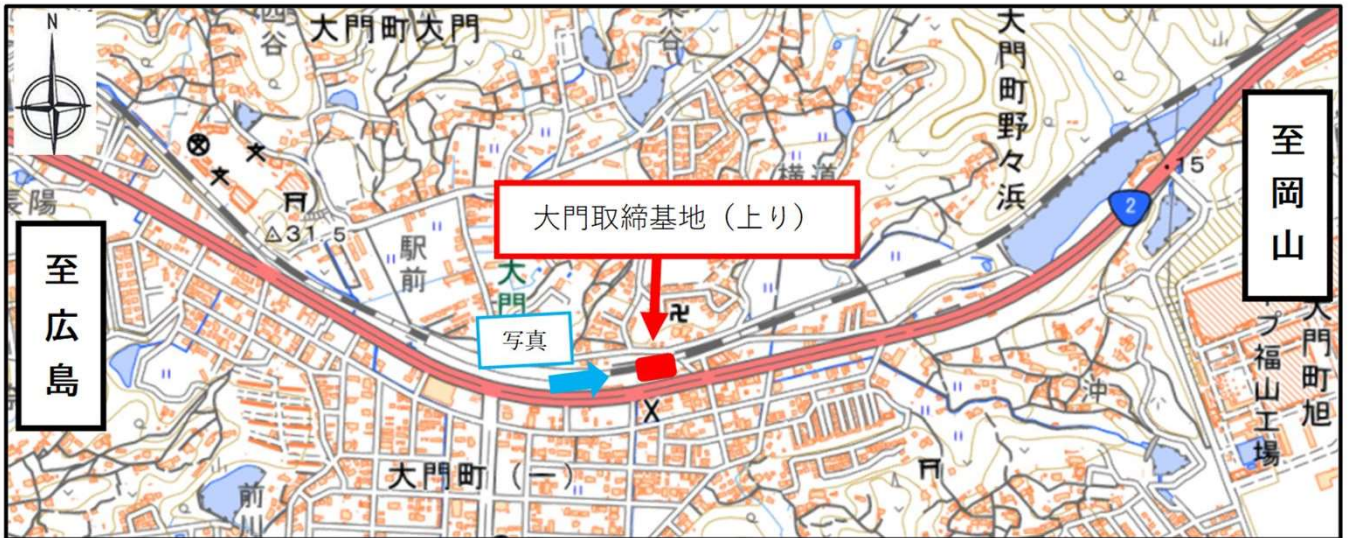 N
大門町大門
大門町野々浜
至岡山
15
2
横道
大門取締基地（上り）
31.5
駅前
大門
至広島
写真
沖
大門町旭
プ福山工場
大門町（一）
前